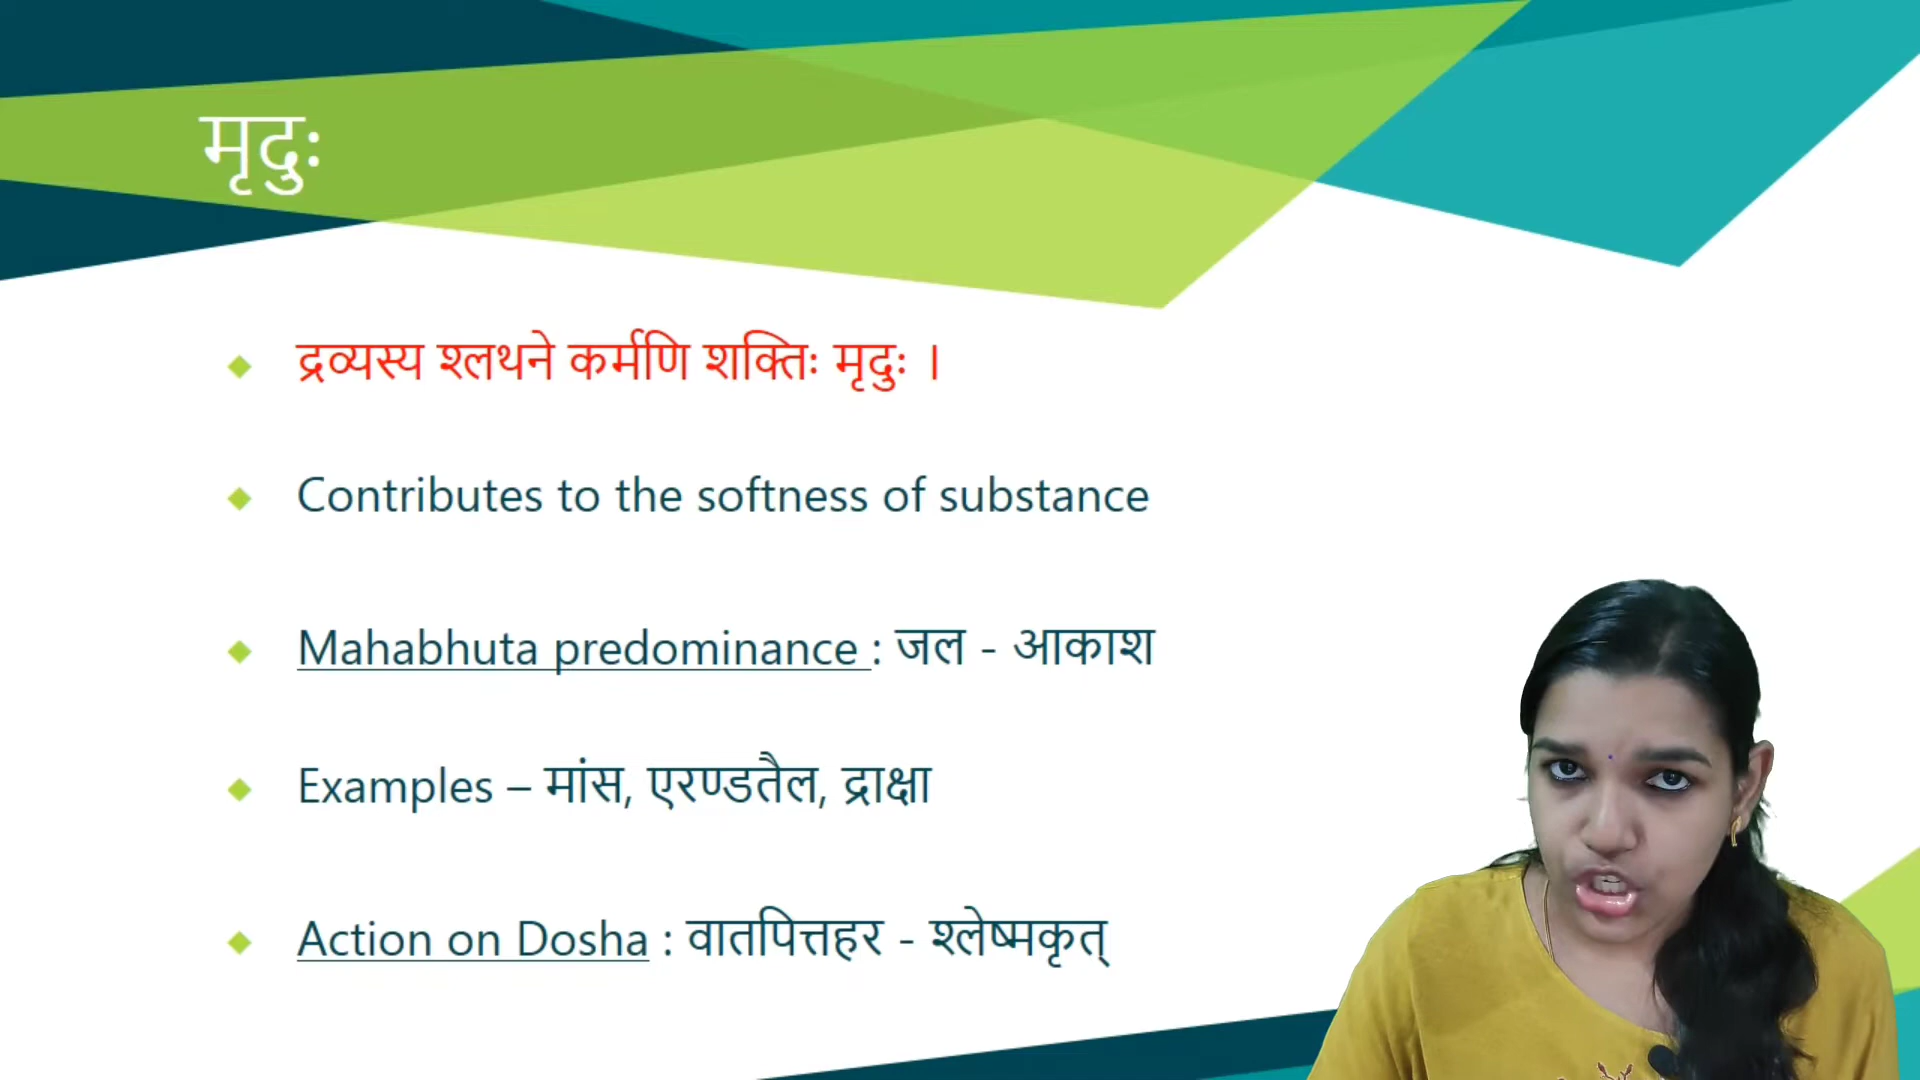 मृदुः
द्रव्यस्य श्लथने कर्मणि शक्तिः मृदुः ।
Contributes to the softness of substance
Mahabhuta predominance : जल - आकाश
Examples – मांस, एरण्डतैल, द्राक्षा
Action on Dosha : वातपित्तहर - श्लेष्मकृत्